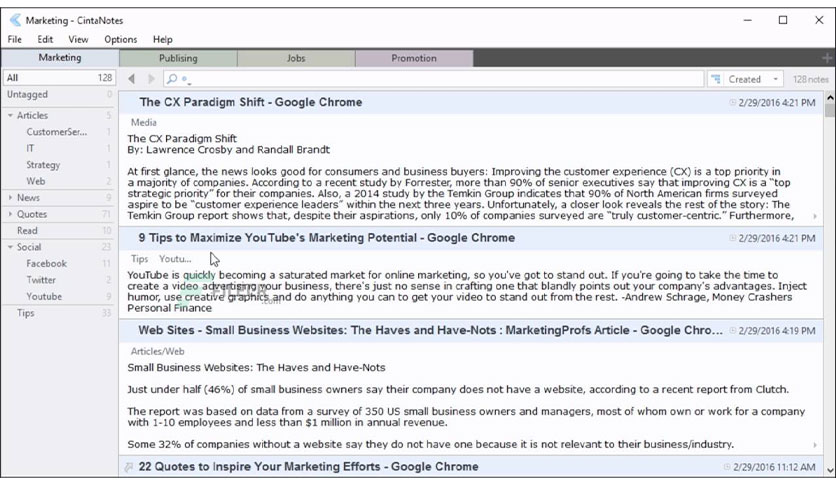 Marketing - CintaNotes
File Edit View Options Help
Marketing Publising Jobs Promotion
All 128
Created 128 notes
Untagged 0
Articles 5
CustomerSer... 1
IT 1
Strategy 1
Web 2
News 9
Quotes 71
Read 10
Social 23
Facebook 11
Twitter 2
Youtube 9
Tips 33
The CX Paradigm Shift - Google Chrome 2/29/2016 4:21 PM
Media
The CX Paradigm Shift
By: Lawrence Crosby and Randall Brandt
At first glance, the news looks good for consumers and business buyers: Improving the customer experience (CX) is a top priority in
a majority of companies. According to a recent study by Forrester, more than 90% of senior executives say that improving CX is a "top
strategic priority" for their companies. Also, a 2014 study by the Temkin Group indicates that 90% of North American firms surveyed
aspire to be "customer experience leaders" within the next three years. Unfortunately, a closer look reveals the rest of the story: The
Temkin Group report shows that, despite their aspirations, only 10% of companies surveyed are "truly customer-centric." Furthermore,
9 Tips to Maximize YouTube's Marketing Potential - Google Chrome 2/29/2016 4:21 PM
Tips Youtu...
YouTube is quickly becoming a saturated market for online marketing, so you've got to stand out. If you're going to take the time to
create a video advertising your business, there's just no sense in crafting one that blandly points out your company's advantages. Inject
humor, use creative graphics and do anything you can to get your video to stand out from the rest. -Andrew Schrage, Money Crashers
Personal Finance
FILECR
.com
Web Sites - Small Business Websites: The Haves and Have-Nots : MarketingProfs Article - Google Chro... 2/29/2016 4:19 PM
Articles/Web
Small Business Websites: The Haves and Have-Nots
Just under half (46%) of small business owners say their company does not have a website, according to a recent report from Clutch.
The report was based on data from a survey of 350 US small business owners and managers, most of whom own or work for a company
with 1-10 employees and less than $1 million in annual revenue.
Some 32% of companies without a website say they do not have one because it is not relevant to their business/industry.
22 Quotes to Inspire Your Marketing Efforts - Google Chrome 2/29/2016 11:12 AM